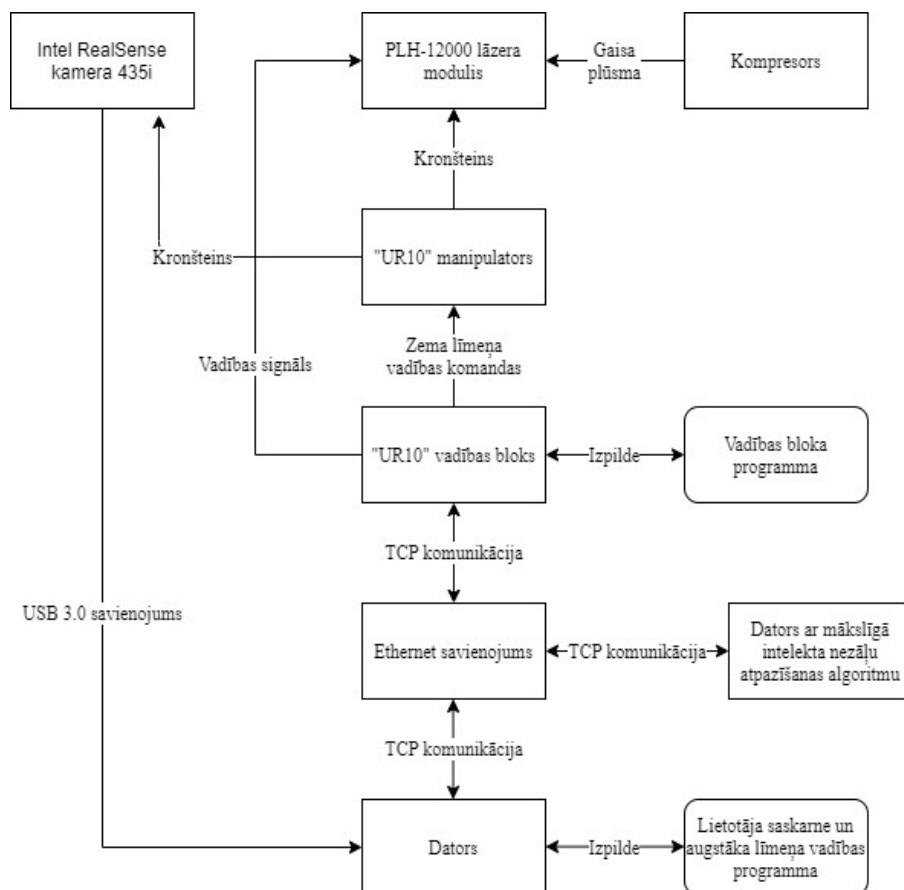 Intel RealSense
kamera 435i
PLH-12000 lāzera
modulis
Gaisa
plūsma
Kompresors
Kronšteins
Kronšteins
"UR10" manipulators
Zema līmeņa
vadības komandas
Vadības signāls
"UR10" vadības bloks
Izpilde
Vadības bloka
programma
TCP komunikācija
USB 3.0 savienojums
Ethernet savienojums
TCP komunikācija
Dators ar mākslīgā
intelekta nezāļu
atpazīšanas algoritmu
TCP komunikācija
Dators
Izpilde
Lietotāja saskarne un
augstāka līmeņa vadības
programma